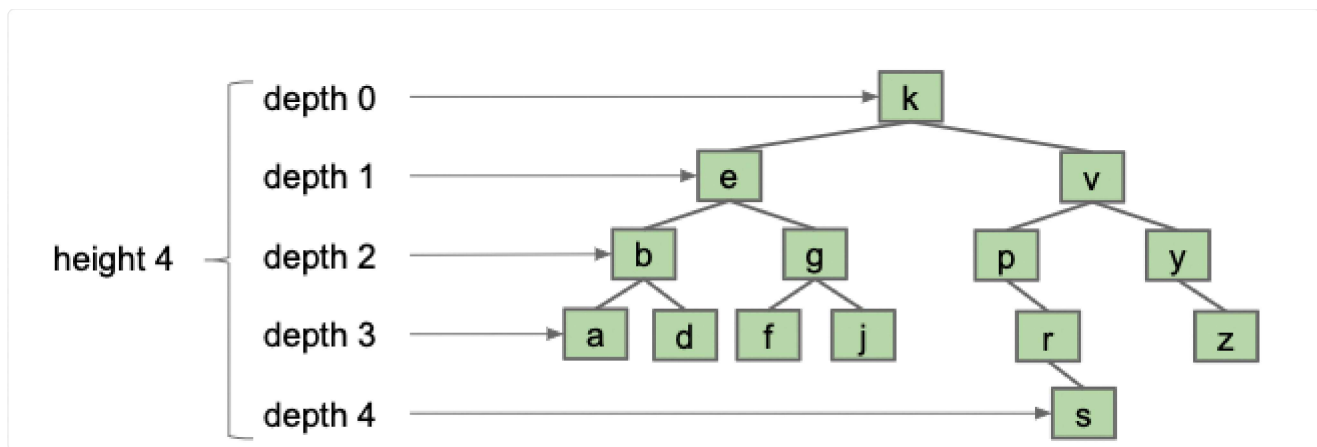 depth 0 k
depth 1 e v
height 4 depth 2 b g p y
depth 3 a d f j r z
depth 4 s